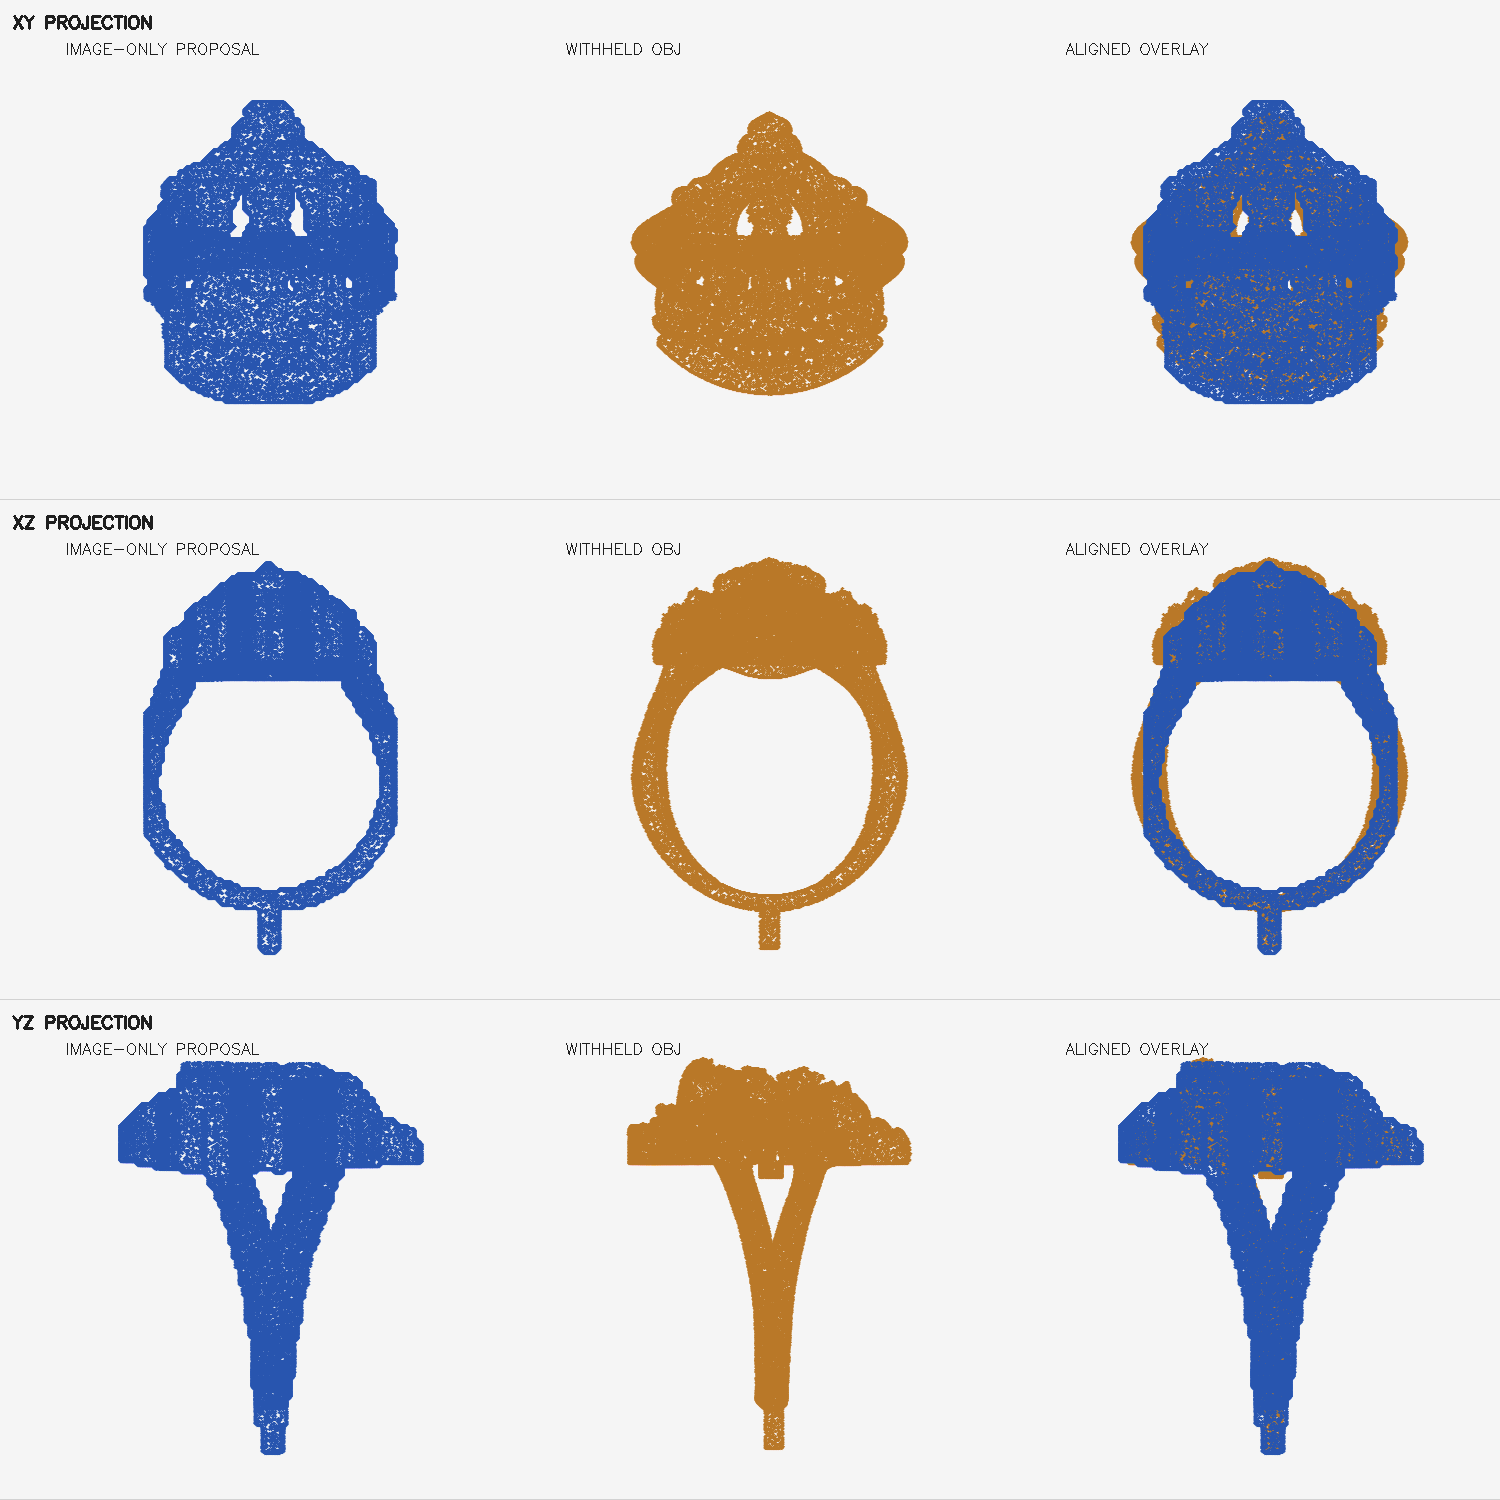 XY PROJECTION
IMAGE-ONLY PROPOSAL
WITHHELD OBJ
ALIGNED OVERLAY
XZ PROJECTION
IMAGE-ONLY PROPOSAL
WITHHELD OBJ
ALIGNED OVERLAY
YZ PROJECTION
IMAGE-ONLY PROPOSAL
WITHHELD OBJ
ALIGNED OVERLAY